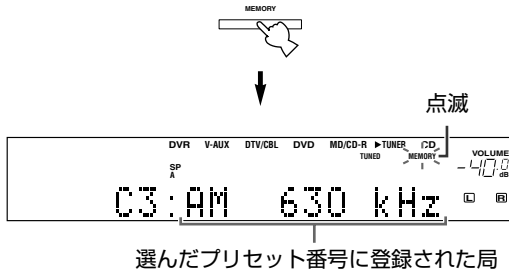 MEMORY
点滅
DVR V-AUX DTV/CBL DVD MD/CD-R ▶TUNER CD
TUNED MEMORY VOLUME
SP
A
-40.0 dB
C3:AM 630 kHz L R
選んだプリセット番号に登録された局